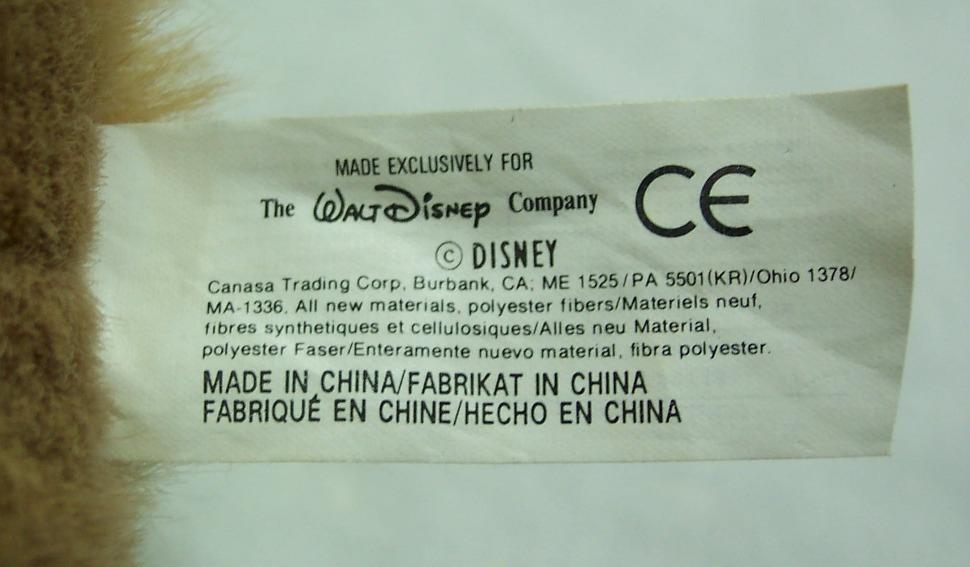 MADE EXCLUSIVELY FOR
The WALT DISNEY Company CE
© DISNEY
Canasa Trading Corp, Burbank, CA; ME 1525/PA 5501(KR)/Ohio 1378/
MA-1336. All new materials, polyester fibers/Materiels neuf,
fibres synthetiques et cellulosiques/Alles neu Material,
polyester Faser/Enteramente nuevo material, fibra polyester.
MADE IN CHINA/FABRIKAT IN CHINA
FABRIQUÉ EN CHINE/HECHO EN CHINA